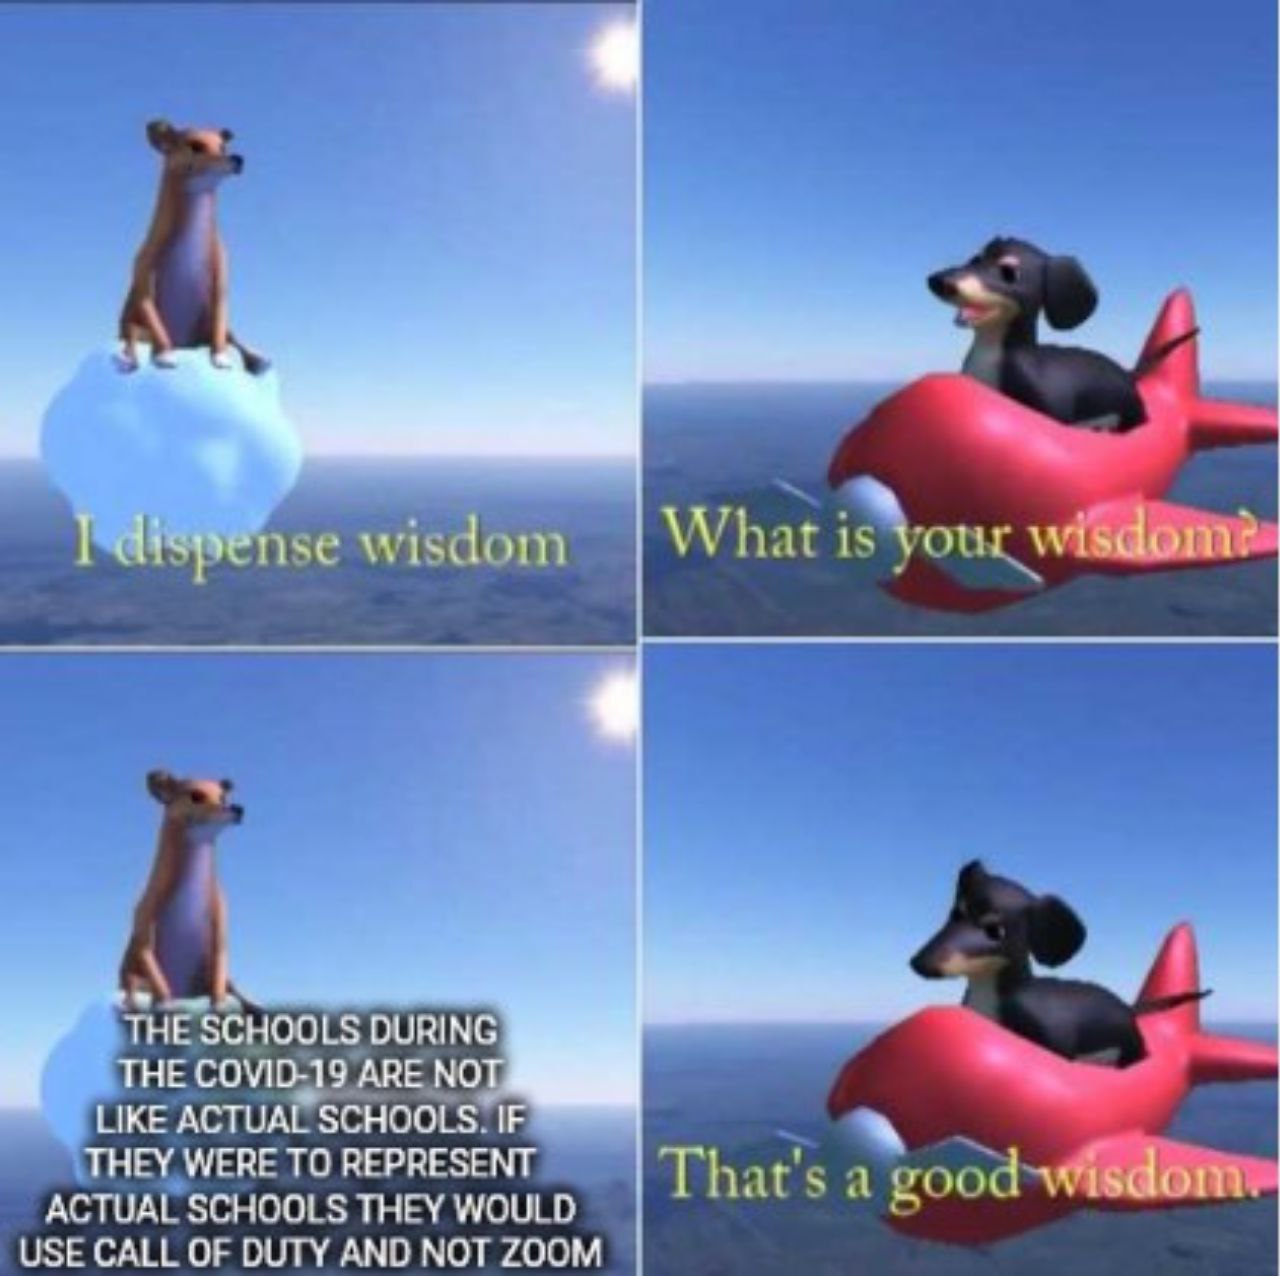 I dispense wisdom
What is your wisdom?
THE SCHOOLS DURING
THE COVID-19 ARE NOT
LIKE ACTUAL SCHOOLS. IF
THEY WERE TO REPRESENT
ACTUAL SCHOOLS THEY WOULD
USE CALL OF DUTY AND NOT ZOOM
That's a good wisdom.